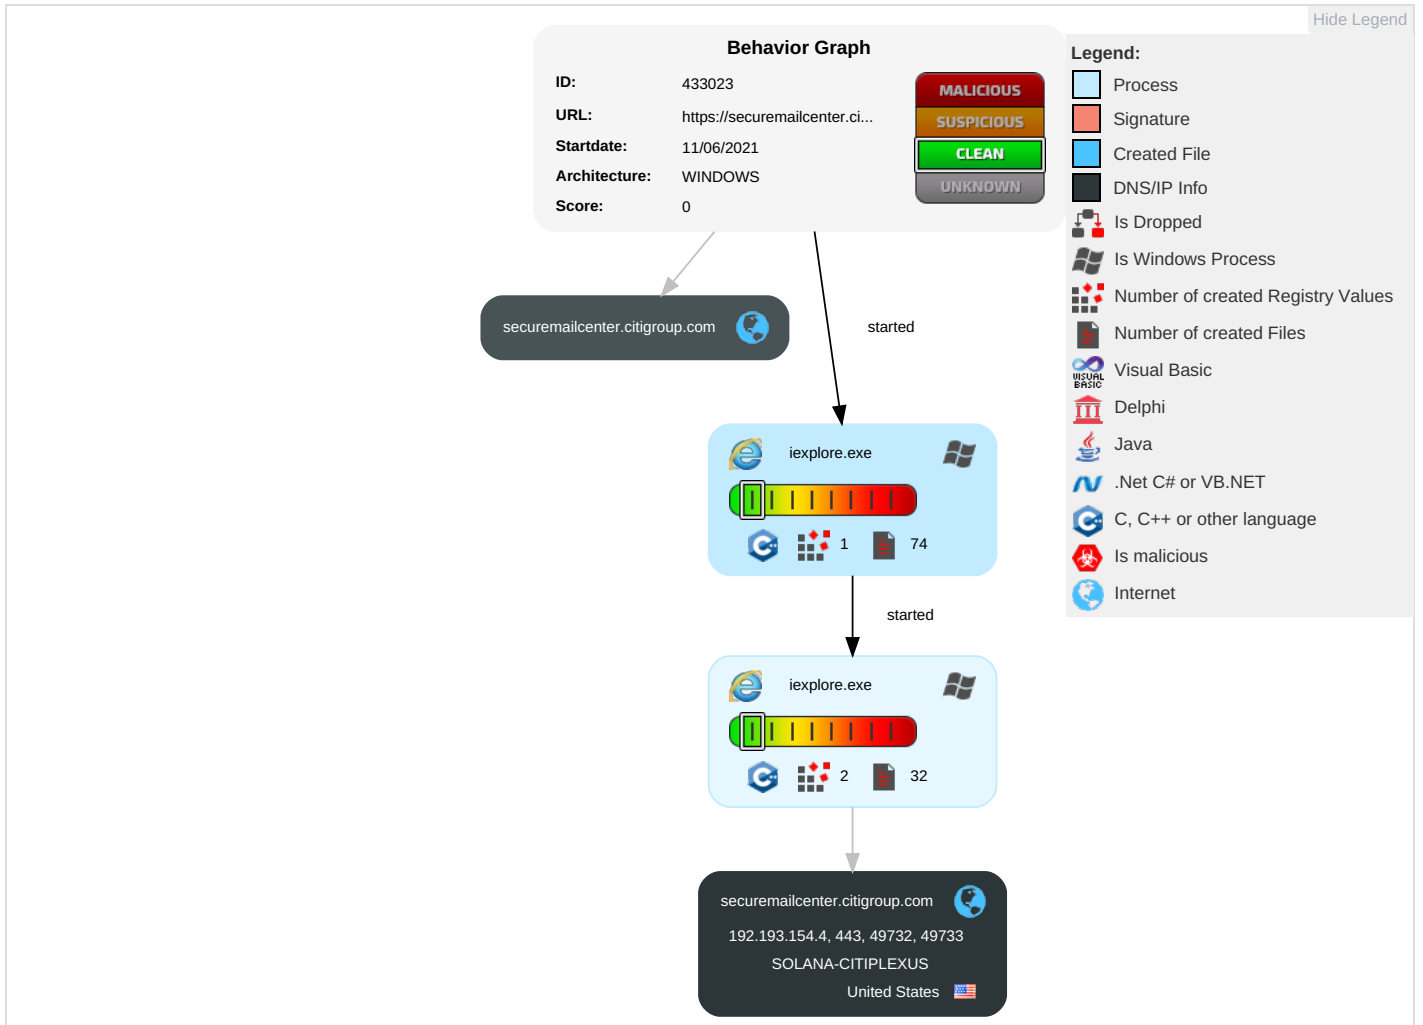 Hide Legend
Behavior Graph
ID: 433023
URL: https://securemailcenter.ci...
Startdate: 11/06/2021
Architecture: WINDOWS
Score: 0
MALICIOUS
SUSPICIOUS
CLEAN
UNKNOWN
Legend:
Process
Signature
Created File
DNS/IP Info
Is Dropped
Is Windows Process
Number of created Registry Values
Number of created Files
VISUAL
BASIC
Visual Basic
Delphi
Java
.Net C# or VB.NET
C, C++ or other language
Is malicious
Internet
securemailcenter.citigroup.com
started
iexplore.exe
1 74
started
iexplore.exe
2 32
securemailcenter.citigroup.com
192.193.154.4, 443, 49732, 49733
SOLANA-CITIPLEXUS
United States